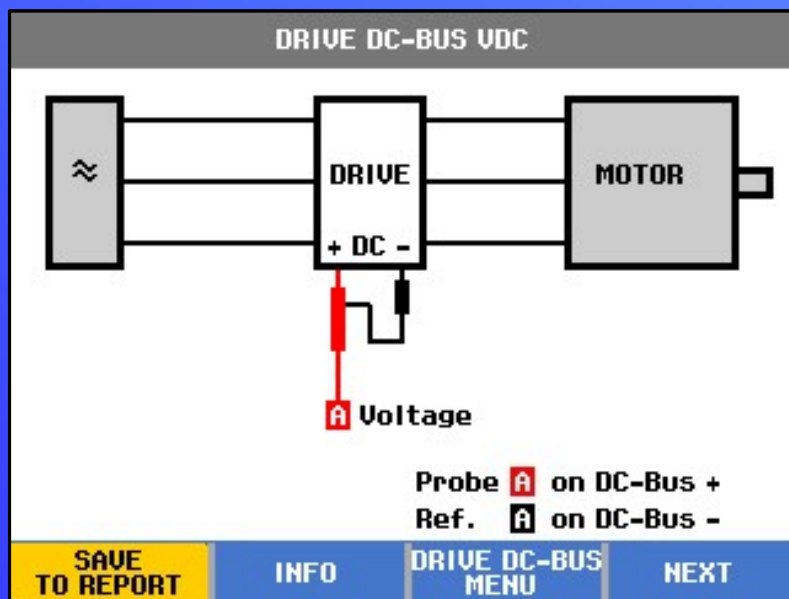 DRIVE DC-BUS VDC
≈
DRIVE
MOTOR
+ DC -
A Voltage
Probe A on DC-Bus +
Ref. A on DC-Bus -
SAVE
TO REPORT
INFO
DRIVE DC-BUS
MENU
NEXT